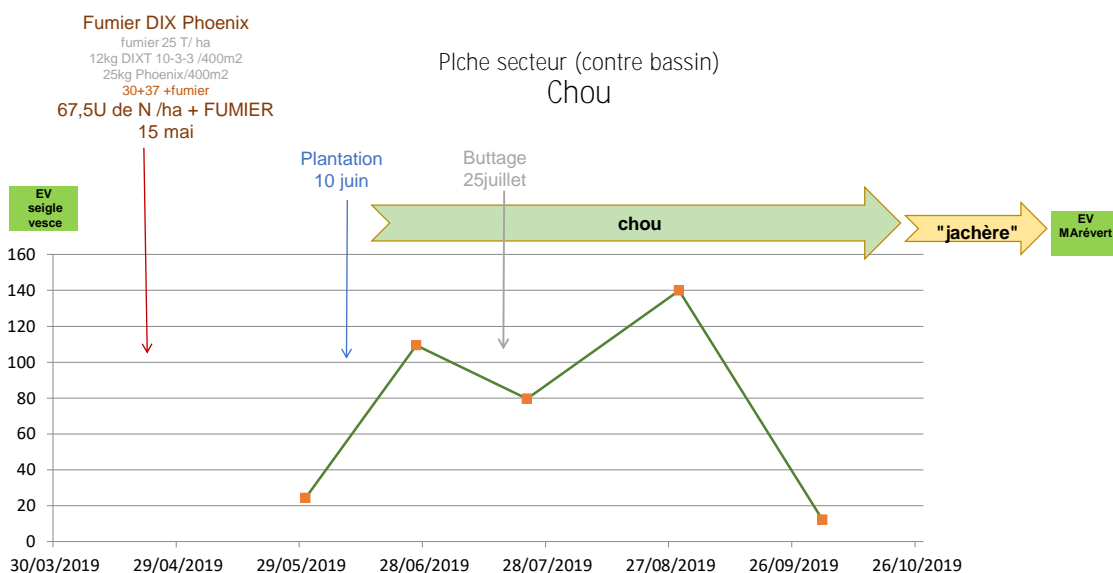 Fumier DIX Phoenix
fumier 25 T/ ha
12kg DIXT 10-3-3 /400m2
25kg Phoenix/400m2
30+37 +fumier
67,5U de N /ha + FUMIER
15 mai
Plche secteur (contre bassin)
Chou
Plantation
10 juin
Buttage
25juillet
EV
seigle
vesce
chou
"jachère"
EV
MArévert
160
140
120
100
80
60
40
20
0
30/03/2019 29/04/2019 29/05/2019 28/06/2019 28/07/2019 27/08/2019 26/09/2019 26/10/2019